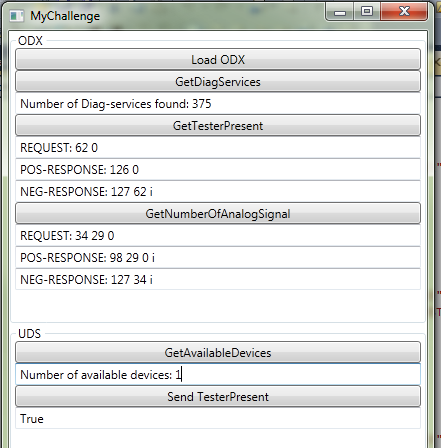 MyChallenge
ODX
Load ODX
GetDiagServices
Number of Diag-services found: 375
GetTesterPresent
REQUEST: 62 0
POS-RESPONSE: 126 0
NEG-RESPONSE: 127 62 i
GetNumberOfAnalogSignal
REQUEST: 34 29 0
POS-RESPONSE: 98 29 0 i
NEG-RESPONSE: 127 34 i
UDS
GetAvailableDevices
Number of available devices: 1
Send TesterPresent
True